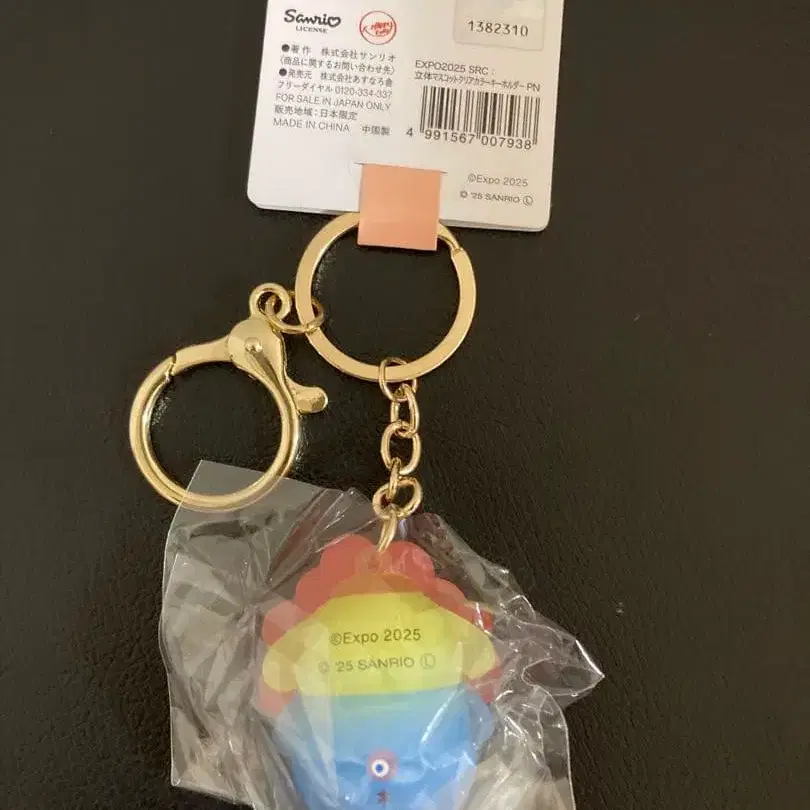 Sanrio
LICENSE
1382310
●著作 株式会社サンリオ
〈商品に関するお問い合わせ先〉
●発売元 株式会社あすなろ舎
フリーダイヤル 0120-334-337
FOR SALE IN JAPAN ONLY
販売地域:日本限定
MADE IN CHINA 中国製
EXPO2025 SRC:
立体マスコットクリアカラーキーホルダー PN
4 991567 007938
©Expo 2025
© '25 SANRIO Ⓛ
©Expo 2025
© '25 SANRIO Ⓛ